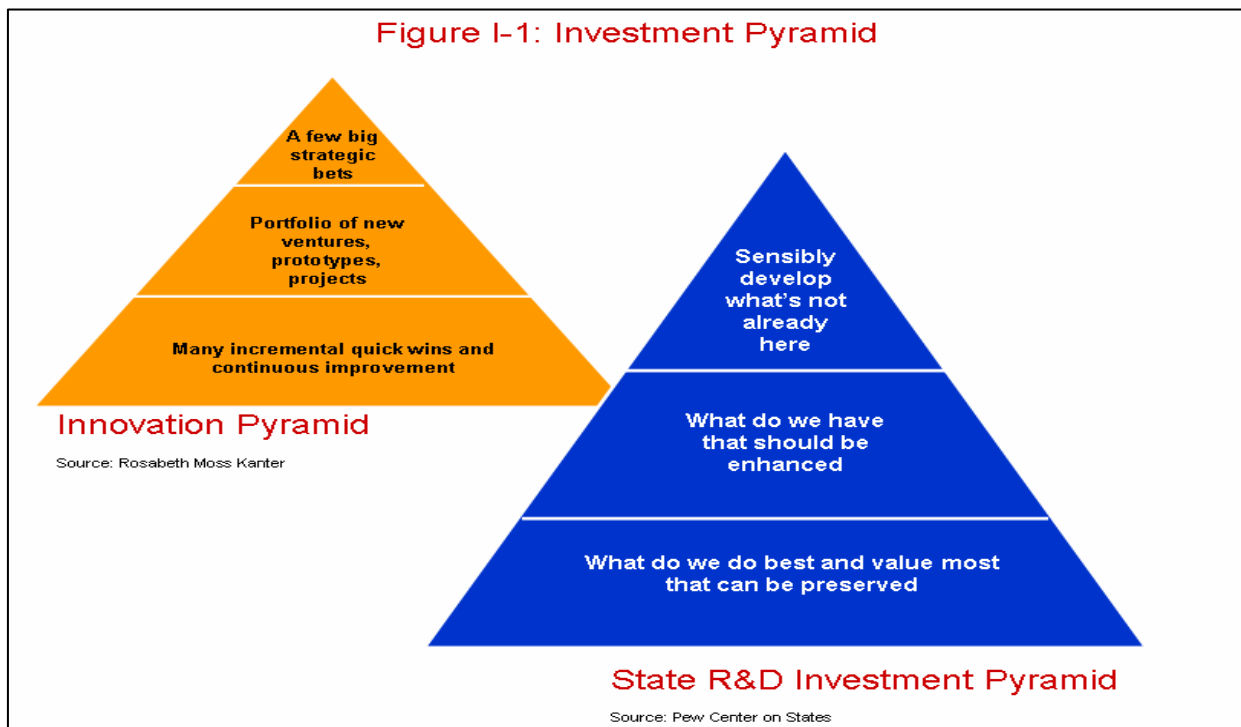 Figure I-1: Investment Pyramid
A few big
strategic
bets
Portfolio of new
ventures,
prototypes,
projects
Many incremental quick wins and
continuous improvement
Innovation Pyramid
Source: Rosabeth Moss Kanter
Sensibly
develop
what's not
already
here
What do we have
that should be
enhanced
What do we do best and value most
that can be preserved
State R&D Investment Pyramid
Source: Pew Center on States